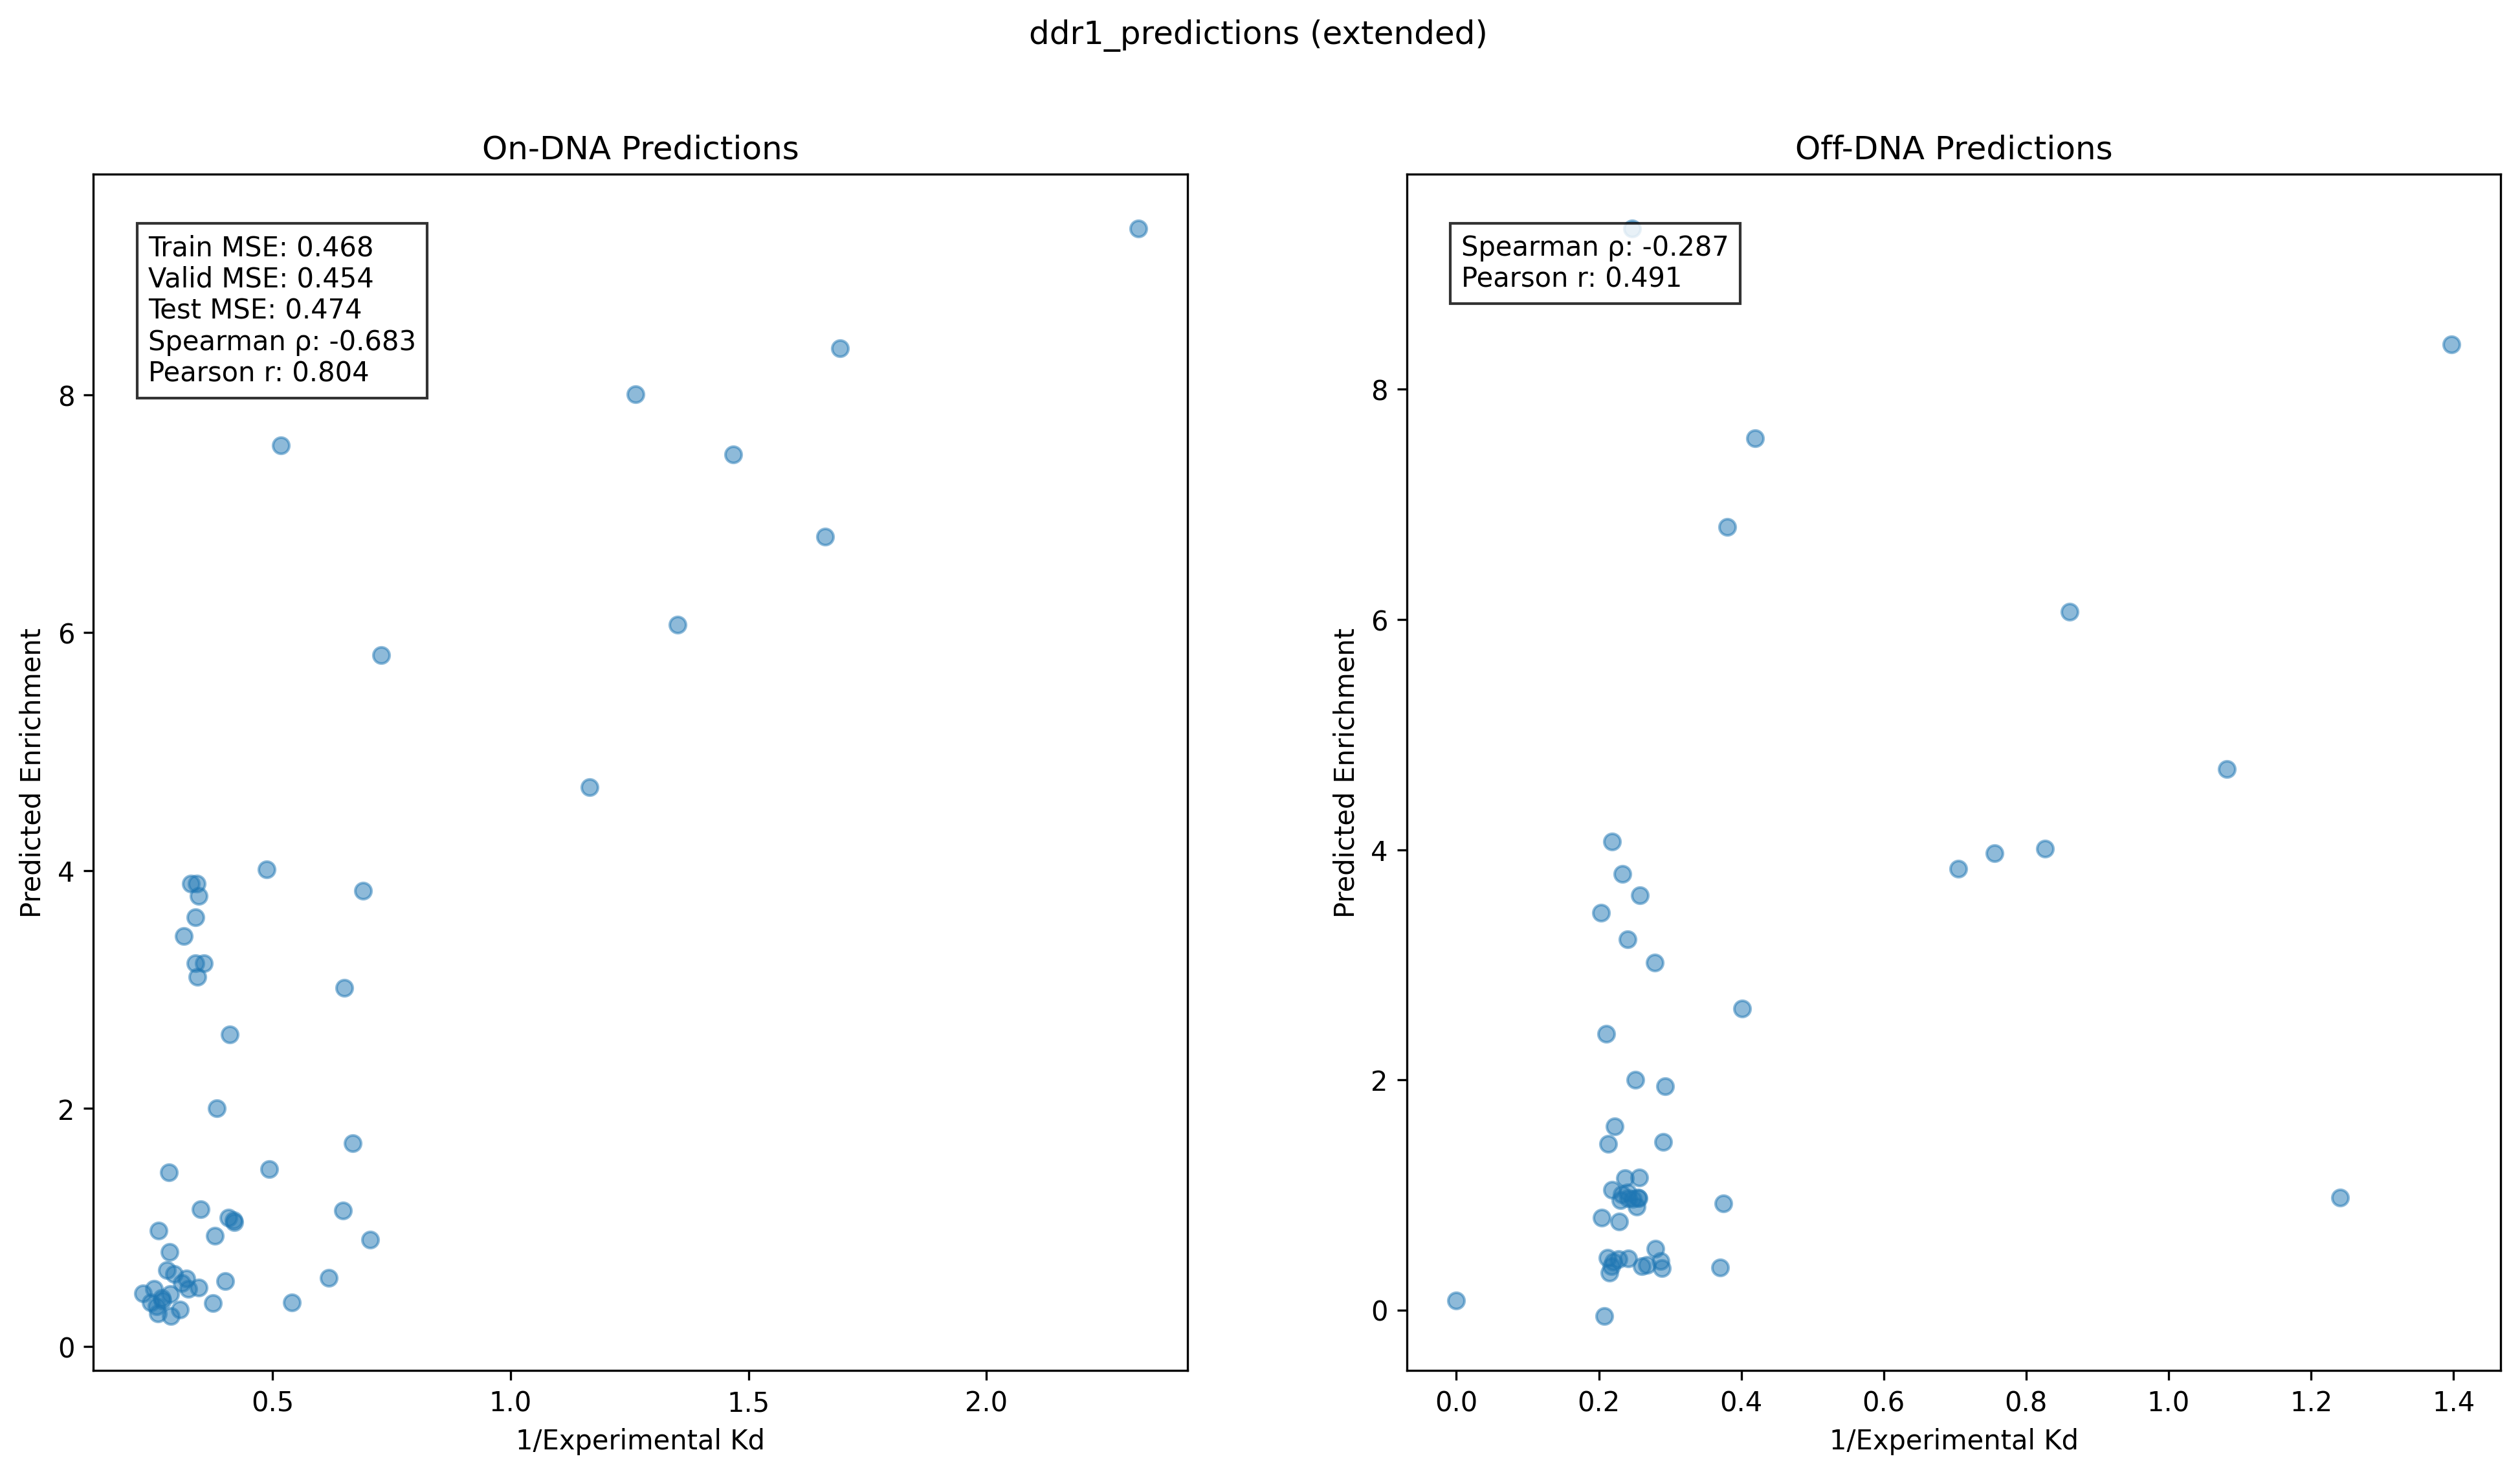 ddr1_predictions (extended)
On-DNA Predictions
Train MSE: 0.468
Valid MSE: 0.454
Test MSE: 0.474
Spearman ρ: -0.683
Pearson r: 0.804
Predicted Enrichment
8
6
4
2
0
0.5 1.0 1.5 2.0
1/Experimental Kd
Off-DNA Predictions
Spearman ρ: -0.287
Pearson r: 0.491
Predicted Enrichment
8
6
4
2
0
0.0 0.2 0.4 0.6 0.8 1.0 1.2 1.4
1/Experimental Kd